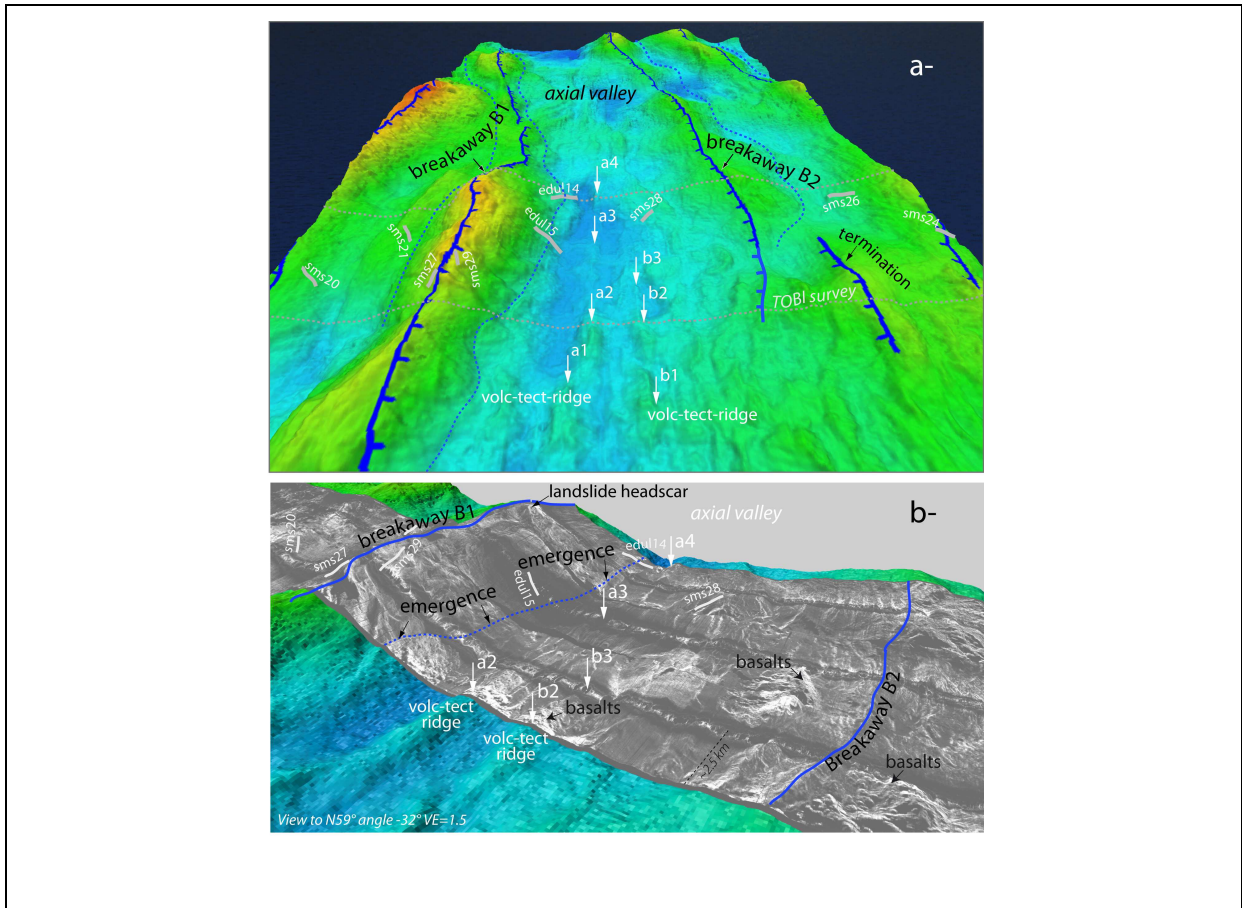 a-
axial valley
breakaway B1
breakaway B2
a4
edul14
sms28
sms26
sms24
a3
edul15
sms21
termination
sms27
sms29
sms20
b3
TOBI survey
a2
b2
a1
b1
volc-tect-ridge
volc-tect-ridge
landslide headscar
b-
axial valley
sms20
breakaway B1
sms27
sms29
emergence
edul14
a4
edul15
emergence
a3
sms28
a2
b3
basalts
b2
basalts
volc-tect
ridge
volc-tect
ridge
Breakaway B2
~25 km
basalts
View to N59° angle -32° VE=1.5